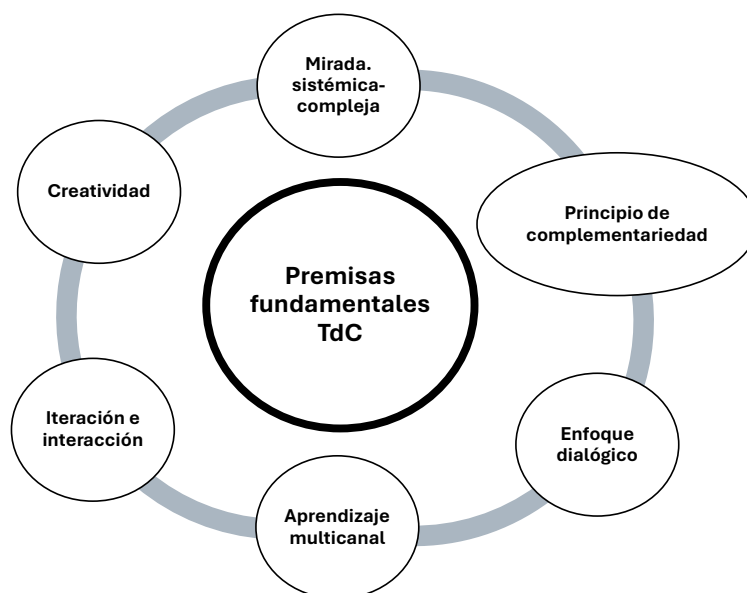 Mirada.
sistémica-
compleja
Principio de
complementariedad
Enfoque
dialógico
Aprendizaje
multicanal
Iteración e
interacción
Creatividad
Premisas
fundamentales
TdC